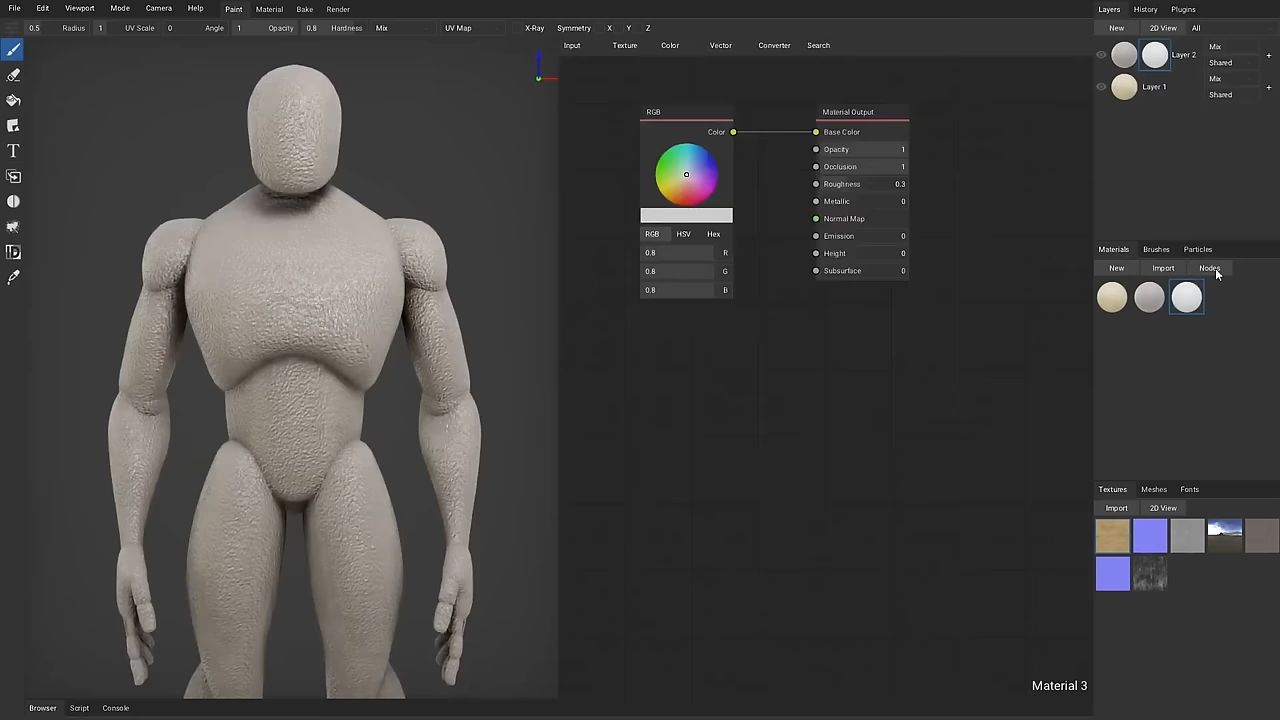 File Edit Viewport Mode Camera Help Paint Material Bake Render
Layers History Plugins
0.5 Radius 1 UV Scale 0 Angle 1 Opacity 0.8 Hardness Mix UV Map X-Ray Symmetry X Y Z
New 2D View All
Input Texture Color Vector Converter Search
Mix
Layer 2
Shared +
Mix
Layer 1
Shared +
RGB
Color
RGB HSV Hex
0.8 R
0.8 G
0.8 B
Material Output
Base Color
Opacity 1
Occlusion 1
Roughness 0.3
Metallic 0
Normal Map
Emission 0
Height 0
Subsurface 0
Materials Brushes Particles
New Import Nodes
Textures Meshes Fonts
Import 2D View
Material 3
Browser Script Console